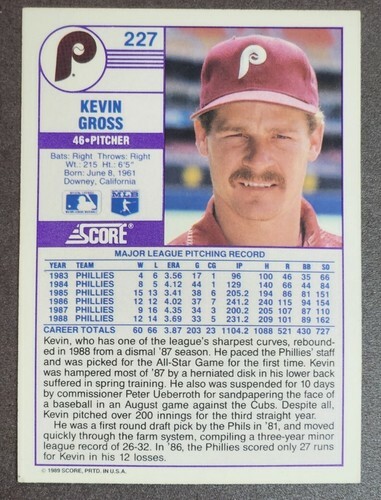 P
227
P
KEVIN
GROSS
46•PITCHER
Bats: Right Throws: Right
Wt.: 215 Ht.: 6'5"
Born: June 8, 1961
Downey, California
MLB
SCORE®
MAJOR LEAGUE PITCHING RECORD
YEAR TEAM W L ERA G CG IP H R BB SO
1983 PHILLIES 4 6 3.56 17 1 96 100 46 35 66
1984 PHILLIES 8 5 4.12 44 1 129 140 66 44 84
1985 PHILLIES 15 13 3.41 38 6 205.2 194 86 81 151
1986 PHILLIES 12 12 4.02 37 7 241.2 240 115 94 154
1987 PHILLIES 9 16 4.35 34 3 200.2 205 107 87 110
1988 PHILLIES 12 14 3.69 33 5 231.2 209 101 89 162
CAREER TOTALS 60 66 3.87 203 23 1104.2 1088 521 430 727
Kevin, who has one of the league's sharpest curves, rebound-
ed in 1988 from a dismal '87 season. He paced the Phillies' staff
and was picked for the All-Star Game for the first time. Kevin
was hampered most of '87 by a herniated disk in his lower back
suffered in spring training. He also was suspended for 10 days
by commissioner Peter Ueberroth for sandpapering the face of
a baseball in an August game against the Cubs. Despite all,
Kevin pitched over 200 innings for the third straight year.
He was a first round draft pick by the Phils in '81, and moved
quickly through the farm system, compiling a three-year minor
league record of 26-32. In '86, the Phillies scored only 27 runs
for Kevin in his 12 losses.
© 1989 SCORE, PRTD. IN U.S.A.